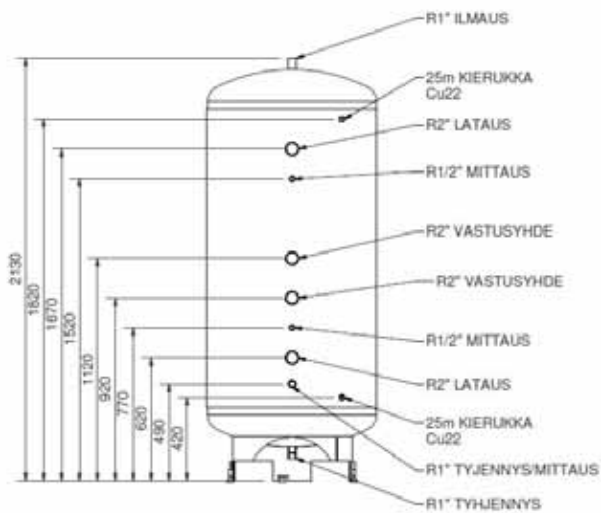 R1" ILMAUS
25m KIERUKKA
Cu22
R2" LATAUS
R1/2" MITTAUS
R2" VASTUSYHDE
R2" VASTUSYHDE
R1/2" MITTAUS
R2" LATAUS
25m KIERUKKA
Cu22
R1" TYJENNYS/MITTAUS
R1" TYHJENNYS
2130
1820
1670
1520
1120
920
770
620
490
420